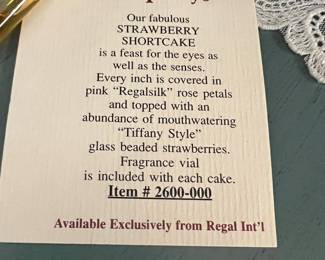 Our fabulous
STRAWBERRY
SHORTCAKE
is a feast for the eyes as
well as the senses.
Every inch is covered in
pink “Regalsilk” rose petals
and topped with an
abundance of mouthwatering
“Tiffany Style”
glass beaded strawberries.
Fragrance vial
is included with each cake.
Item # 2600-000
Available Exclusively from Regal Int'l